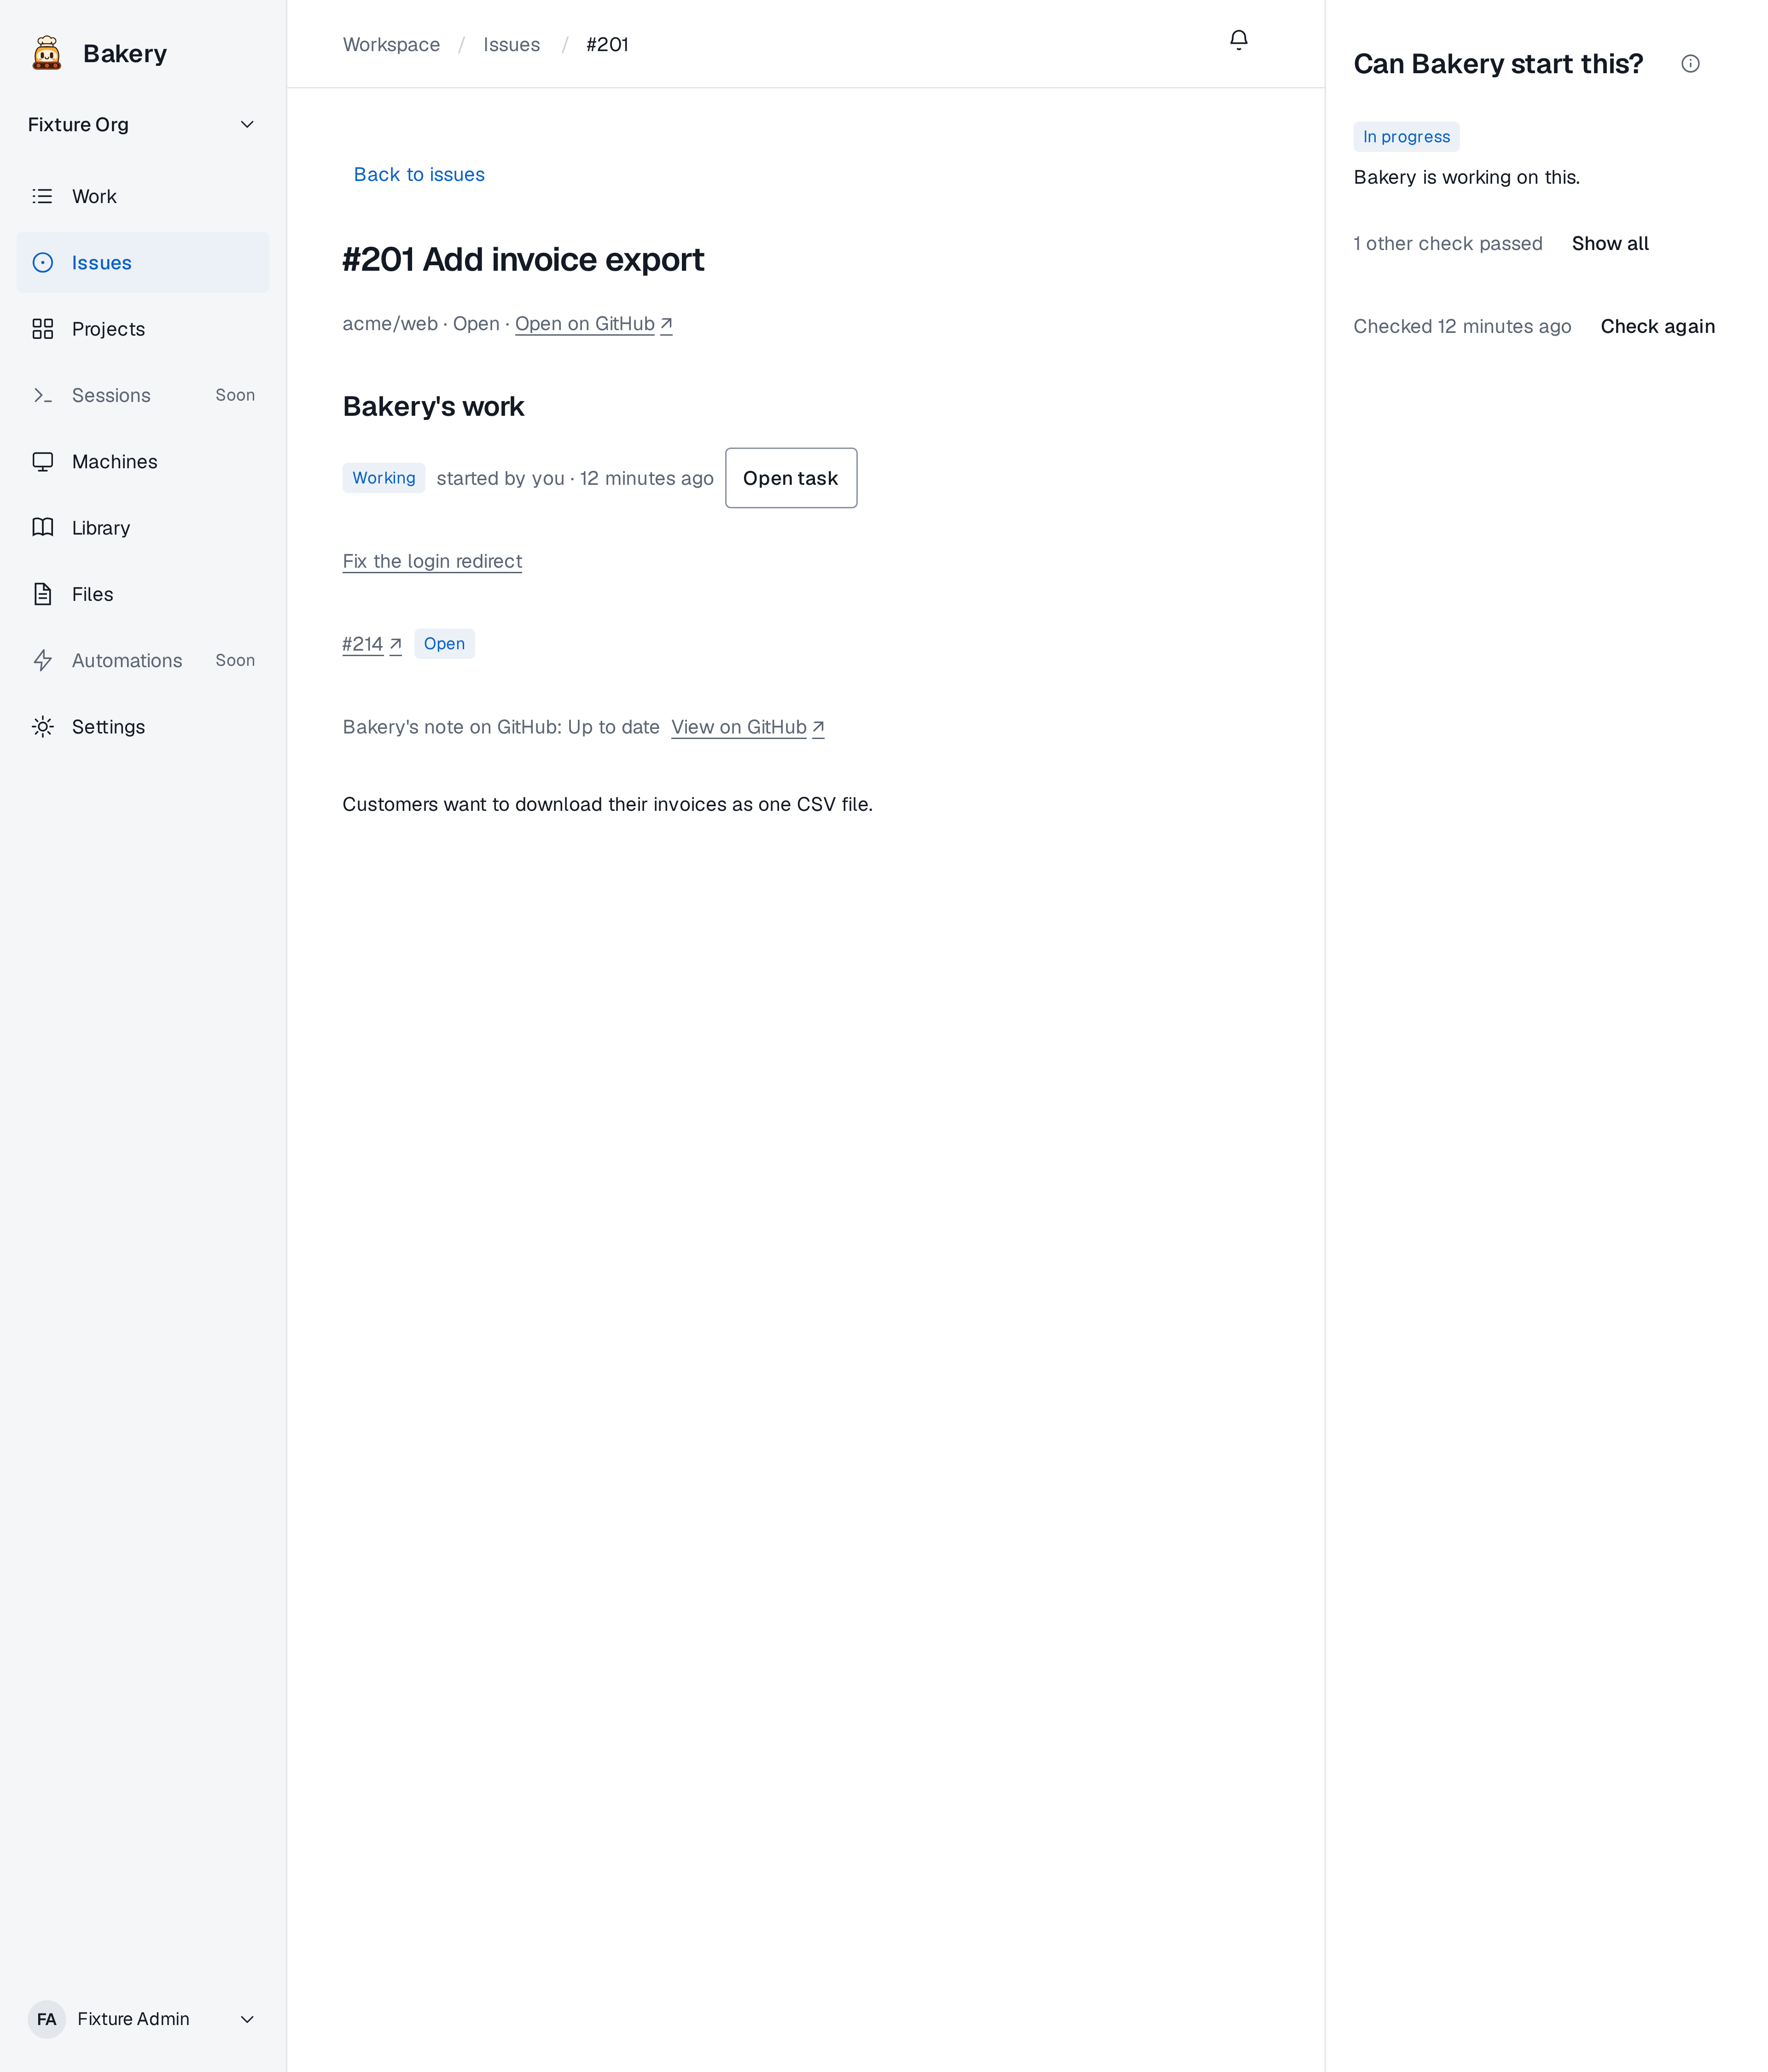 Bakery
Fixture Org
Work
Issues
Projects
Sessions Soon
Machines
Library
Files
Automations Soon
Settings
FA Fixture Admin
Workspace / Issues / #201
Back to issues
#201 Add invoice export
acme/web · Open · Open on GitHub ↗
Bakery's work
Working started by you · 12 minutes ago Open task
Fix the login redirect
#214 ↗ Open
Bakery's note on GitHub: Up to date View on GitHub ↗
Customers want to download their invoices as one CSV file.
Can Bakery start this?
In progress
Bakery is working on this.
1 other check passed Show all
Checked 12 minutes ago Check again